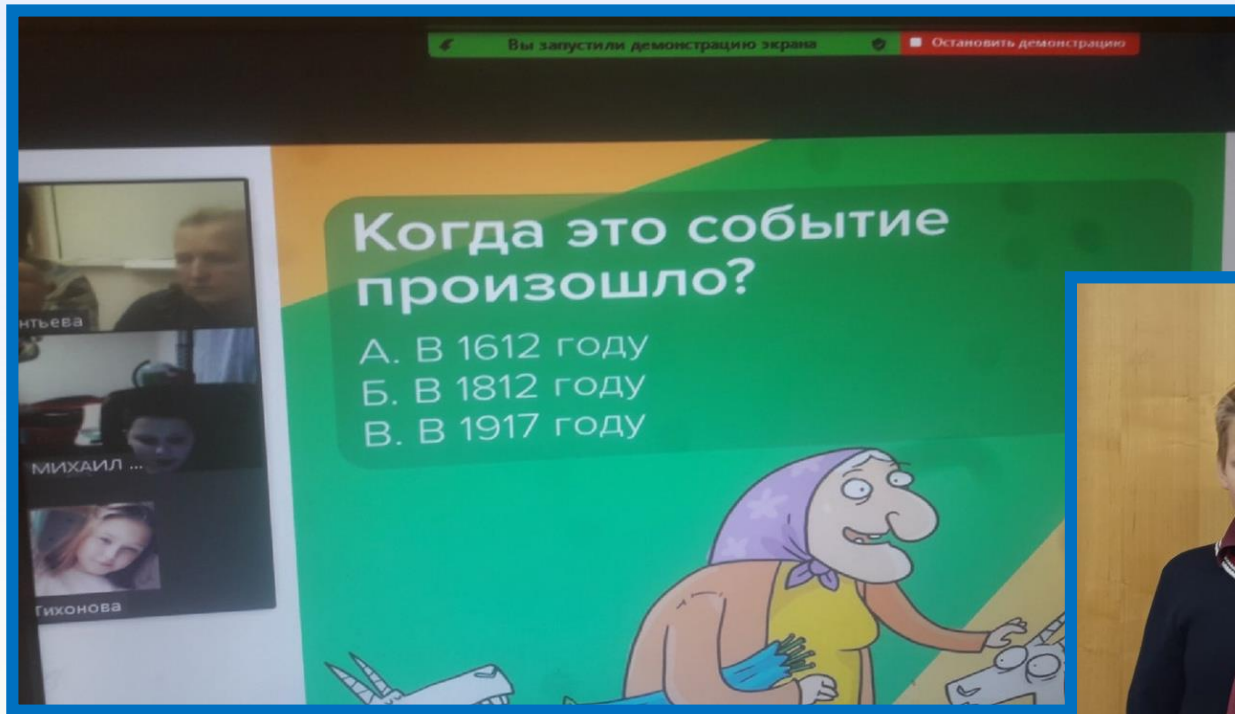 Вы запустили демонстрацию экрана
Остановить демонстрацию
Когда это событие
произошло?
А. В 1612 году
Б. В 1812 году
В. В 1917 году
нтьева
МИХАИЛ ...
Тихонова